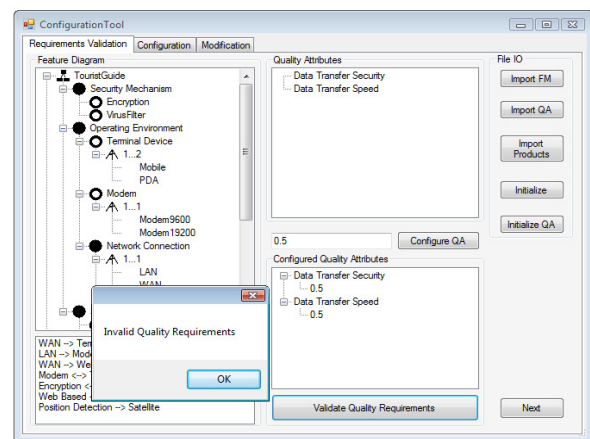 ConfigurationTool
Requirements Validation Configuration Modification
Feature Diagram
TouristGuide
Security Mechanism
Encryption
VirusFilter
Operating Environment
Terminal Device
1...2
Mobile
PDA
Modem
1...1
Modem9600
Modem19200
Network Connection
1...1
LAN
WAN
WAN --> Ten
LAN --> Mode
WAN --> We
Modem <-->
Encryption <-
Web Based
Position Detection --> Satellite
Invalid Quality Requirements
OK
Quality Attributes
Data Transfer Security
Data Transfer Speed
0.5
Configure QA
Configured Quality Attributes
Data Transfer Security
0.5
Data Transfer Speed
0.5
Validate Quality Requirements
File IO
Import FM
Import QA
Import
Products
Initialize
Initialize QA
Next